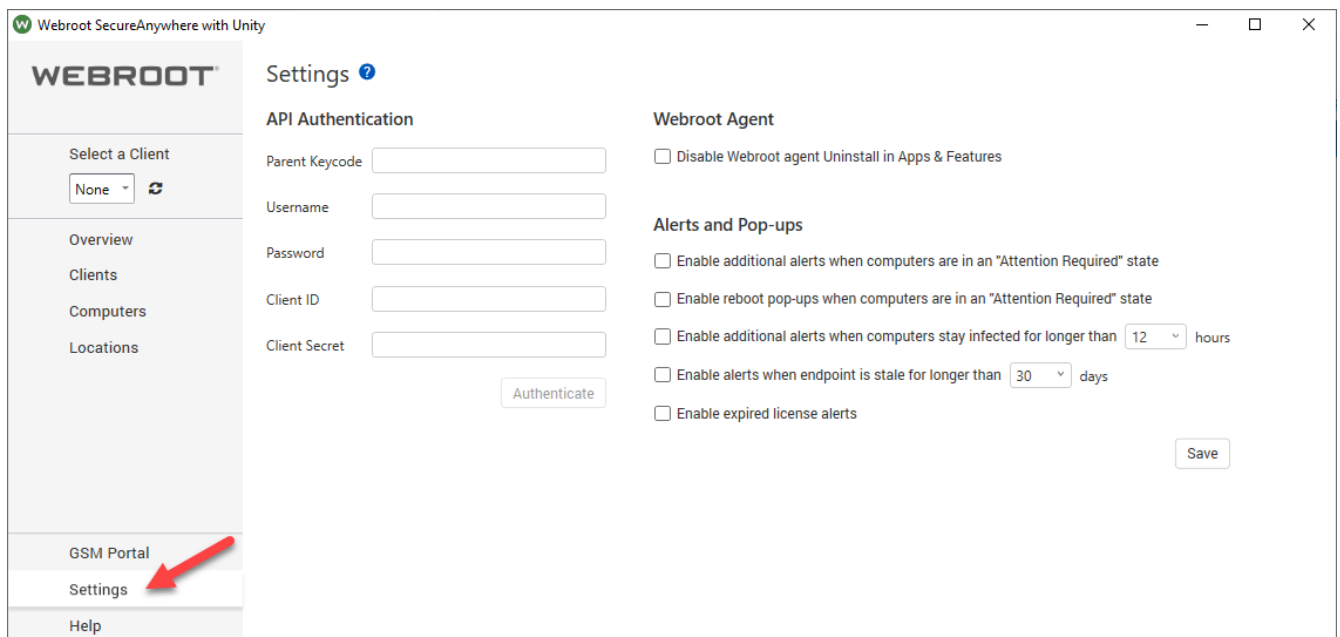 Webroot SecureAnywhere with Unity
WEBROOT
Select a Client
None
Overview
Clients
Computers
Locations
GSM Portal
Settings
Help
Settings ?
API Authentication
Parent Keycode
Username
Password
Client ID
Client Secret
Authenticate
Webroot Agent
Disable Webroot agent Uninstall in Apps & Features
Alerts and Pop-ups
Enable additional alerts when computers are in an "Attention Required" state
Enable reboot pop-ups when computers are in an "Attention Required" state
Enable additional alerts when computers stay infected for longer than 12 hours
Enable alerts when endpoint is stale for longer than 30 days
Enable expired license alerts
Save